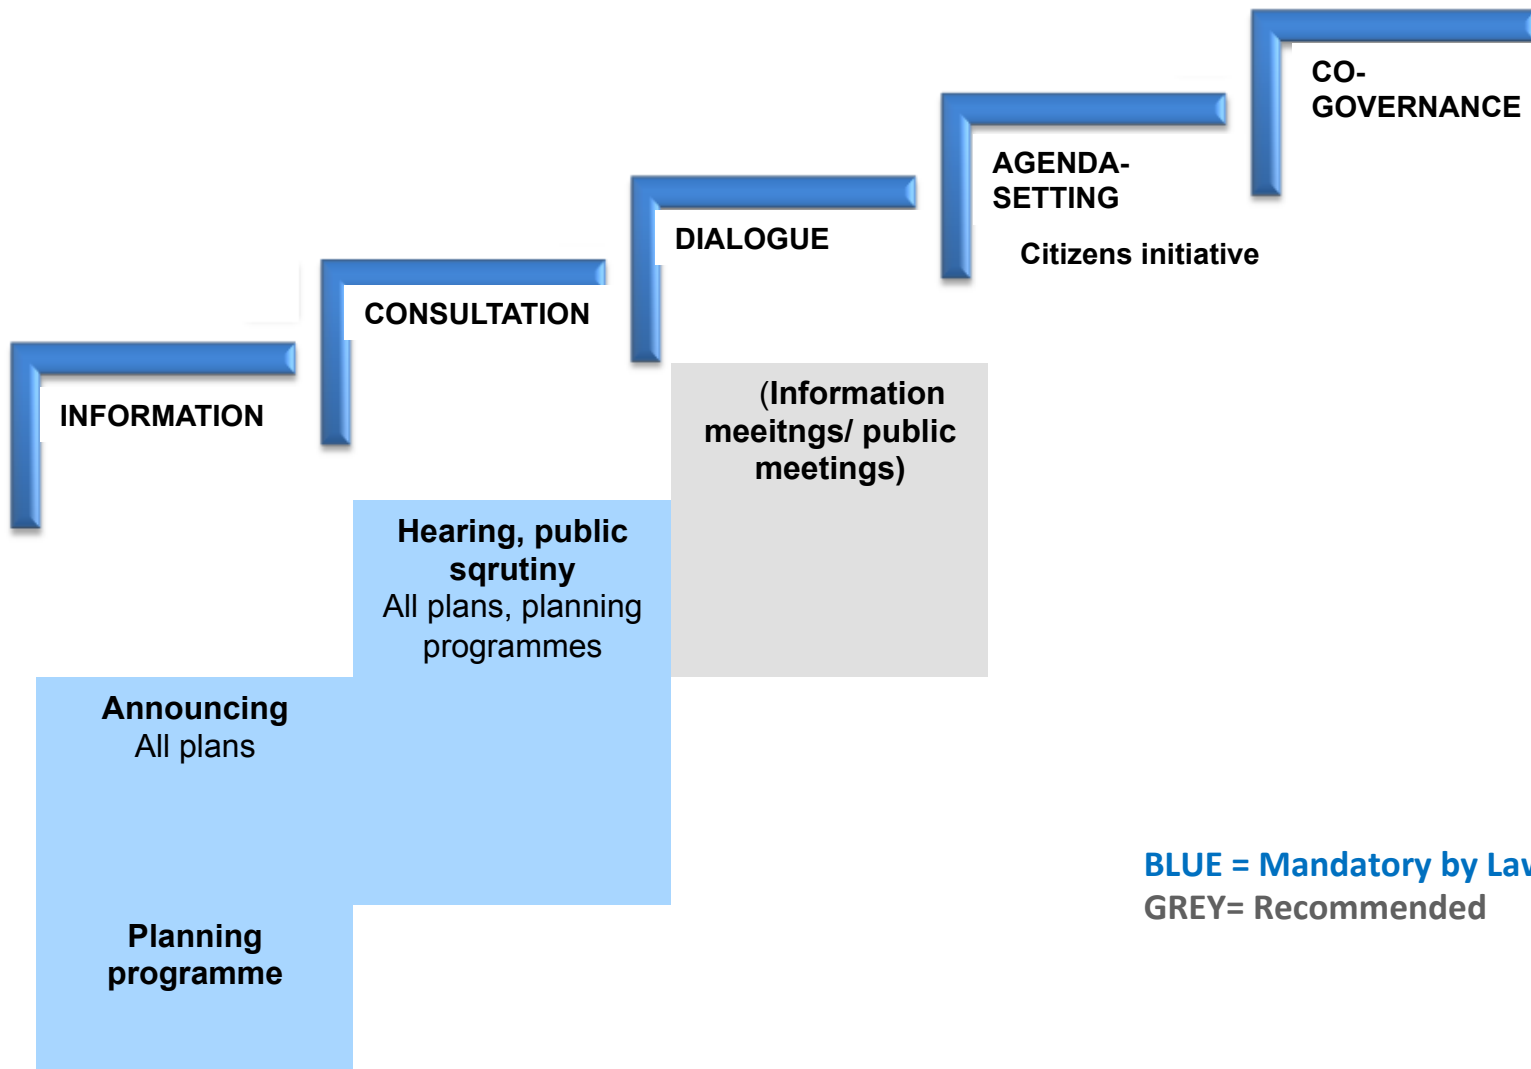 CO-
GOVERNANCE
AGENDA-
SETTING
Citizens initiative
DIALOGUE
CONSULTATION
INFORMATION
(Information
meeitngs/ public
meetings)
Hearing, public
sqrutiny
All plans, planning
programmes
Announcing
All plans
Planning
programme
BLUE = Mandatory by Law
GREY= Recommended